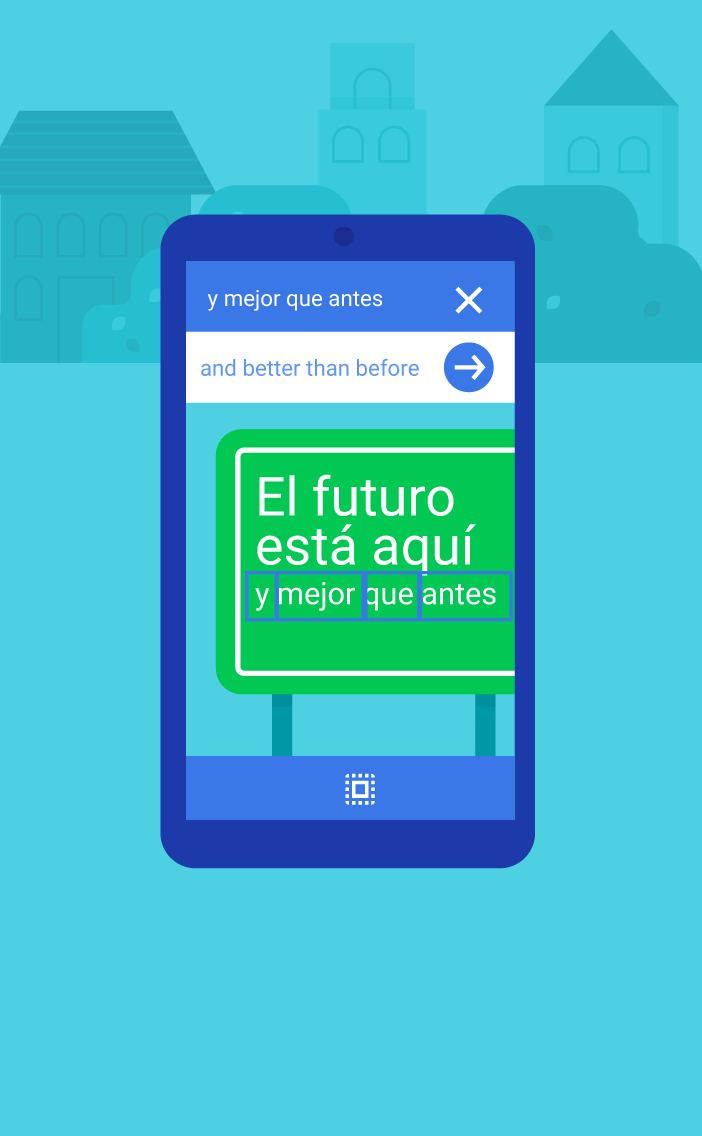 y mejor que antes
and better than before
El futuro
está aquí
y mejor que antes